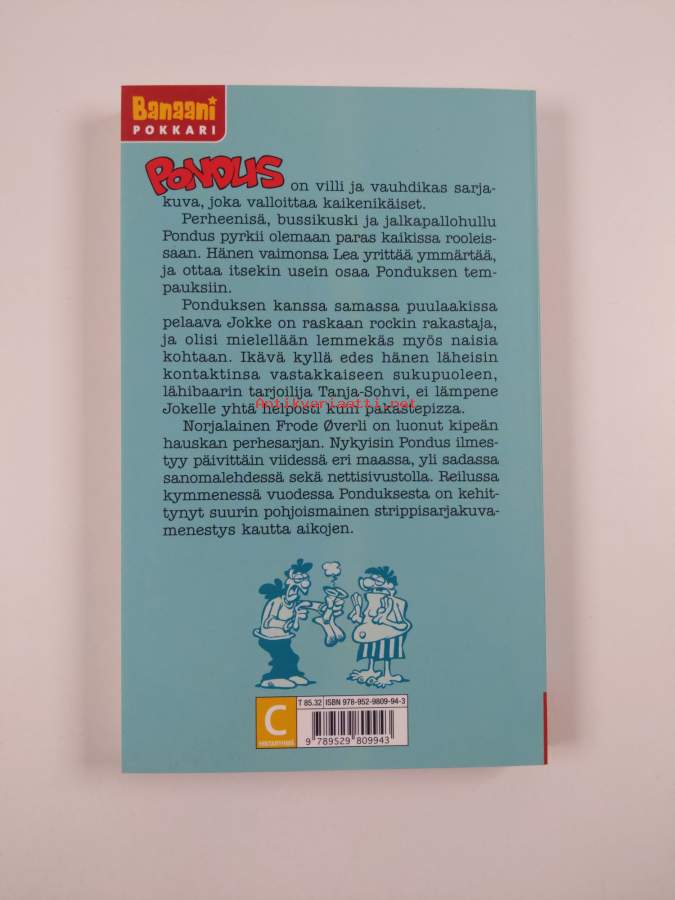 Banaani
POKKARI
PONDUS on villi ja vauhdikas sarja-
kuva, joka valloittaa kaikenikäiset.
Perheenisä, bussikuski ja jalkapallohullu
Pondus pyrkii olemaan paras kaikissa rooleis-
saan. Hänen vaimonsa Lea yrittää ymmärtää,
ja ottaa itsekin usein osaa Ponduksen tem-
pauksiin.
Ponduksen kanssa samassa puulaakissa
pelaava Jokke on raskaan rockin rakastaja,
ja olisi mielellään lemmekäs myös naisia
kohtaan. Ikävä kyllä edes hänen läheisin
kontaktinsa vastakkaiseen sukupuoleen,
lähibaarin tarjoilija Tanja-Sohvi, ei lämpene
Antikvariaatti.net
Jokelle yhtä helposti kuin pakastepizza.
Norjalainen Frode Øverli on luonut kipeän
hauskan perhesarjan. Nykyisin Pondus ilmes-
tyy päivittäin viidessä eri maassa, yli sadassa
sanomalehdessä sekä nettisivustolla. Reilussa
kymmenessä vuodessa Ponduksesta on kehit-
tynyt suurin pohjoismainen strippisarjakuva-
menestys kautta aikojen.
T 85.32 ISBN 978-952-9809-94-3
C
9 789529 809943